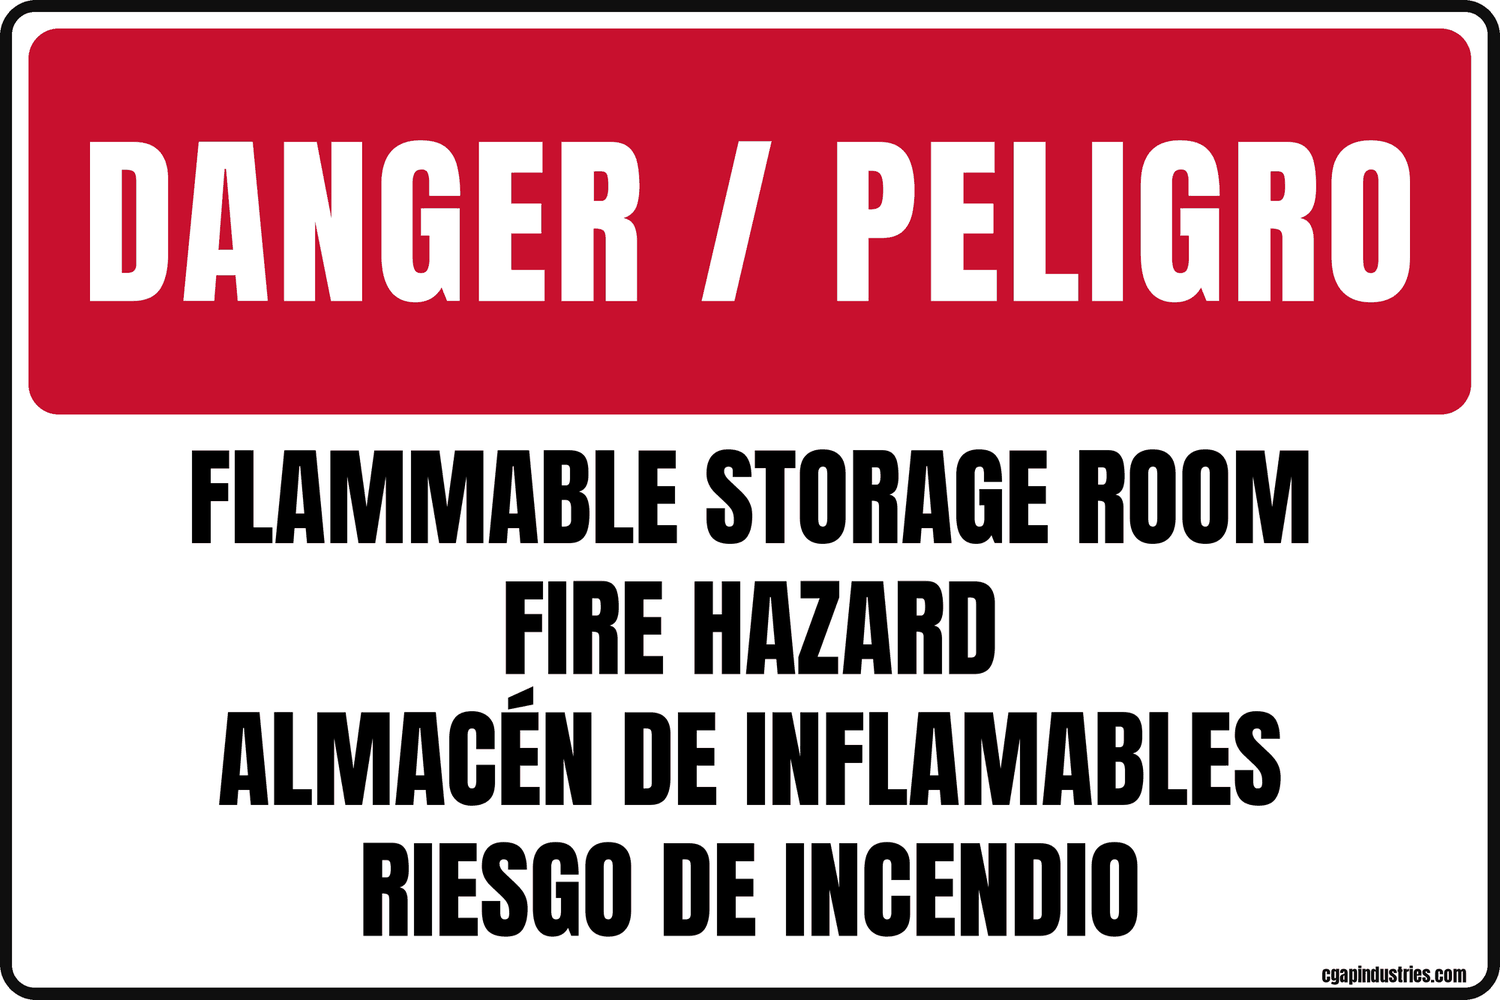 DANGER / PELIGRO
FLAMMABLE STORAGE ROOM
FIRE HAZARD
ALMACÉN DE INFLAMABLES
RIESGO DE INCENDIO
cgapindustries.com